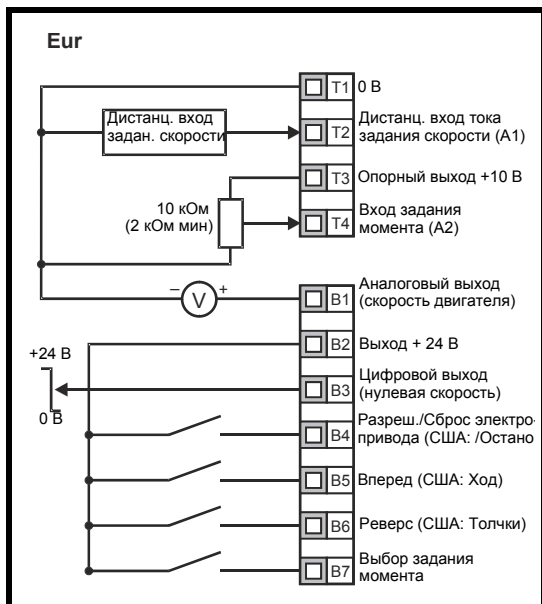 Eur
T1 0 В
Дистанц. вход
задан. скорости
T2 Дистанц. вход тока
задания скорости (A1)
T3 Опорный выход +10 В
10 кОм
(2 кОм мин)
T4 Вход задания
момента (A2)
– V +
B1 Аналоговый выход
(скорость двигателя)
B2 Выход + 24 В
+24 В
0 В
B3 Цифровой выход
(нулевая скорость)
B4 Разреш./Сброс электро-
привода (США: /Остано
B5 Вперед (США: Ход)
B6 Реверс (США: Толчки)
B7 Выбор задания
момента